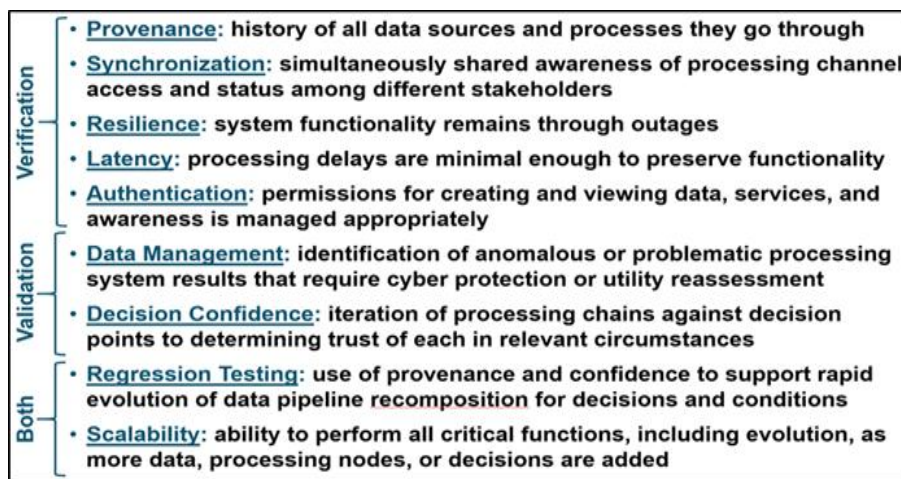 Verification
• Provenance: history of all data sources and processes they go through
• Synchronization: simultaneously shared awareness of processing channel
access and status among different stakeholders
• Resilience: system functionality remains through outages
• Latency: processing delays are minimal enough to preserve functionality
• Authentication: permissions for creating and viewing data, services, and
awareness is managed appropriately
Validation
• Data Management: identification of anomalous or problematic processing
system results that require cyber protection or utility reassessment
• Decision Confidence: iteration of processing chains against decision
points to determining trust of each in relevant circumstances
Both
• Regression Testing: use of provenance and confidence to support rapid
evolution of data pipeline recomposition for decisions and conditions
• Scalability: ability to perform all critical functions, including evolution, as
more data, processing nodes, or decisions are added